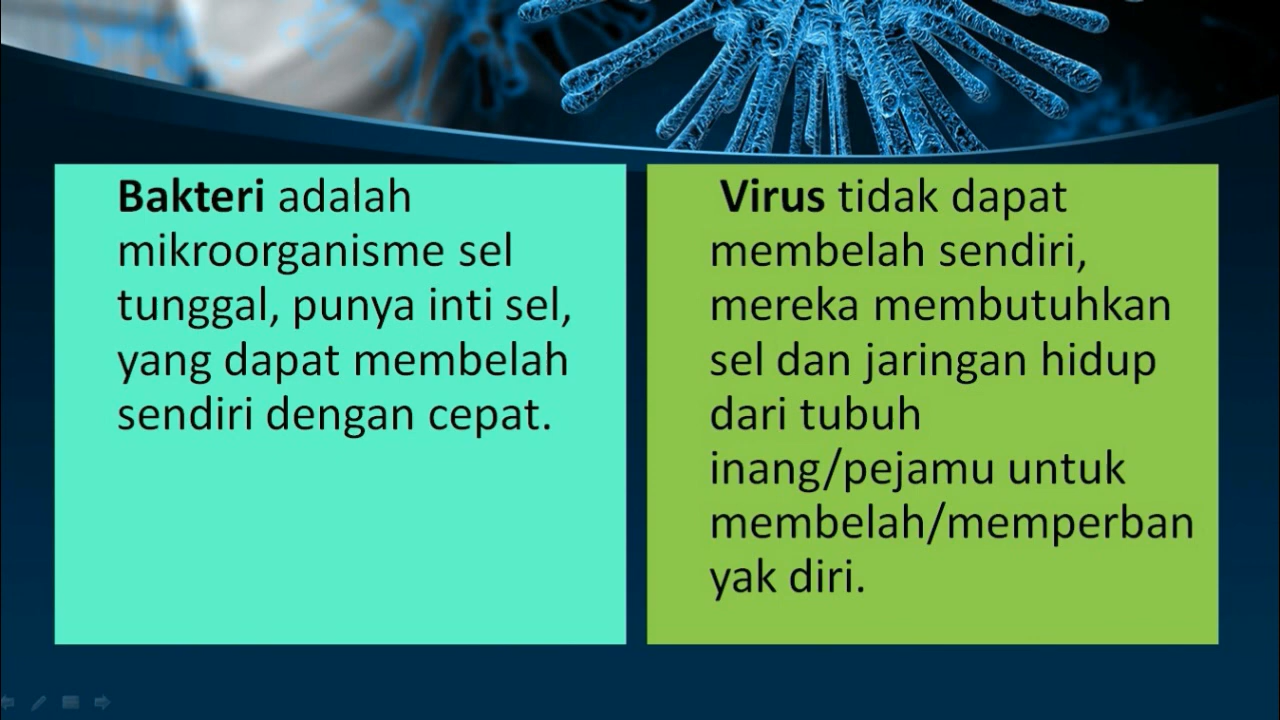 Bakteri adalah
mikroorganisme sel
tunggal, punya inti sel,
yang dapat membelah
sendiri dengan cepat.
Virus tidak dapat
membelah sendiri,
mereka membutuhkan
sel dan jaringan hidup
dari tubuh
inang/pejamu untuk
membelah/memperban
yak diri.